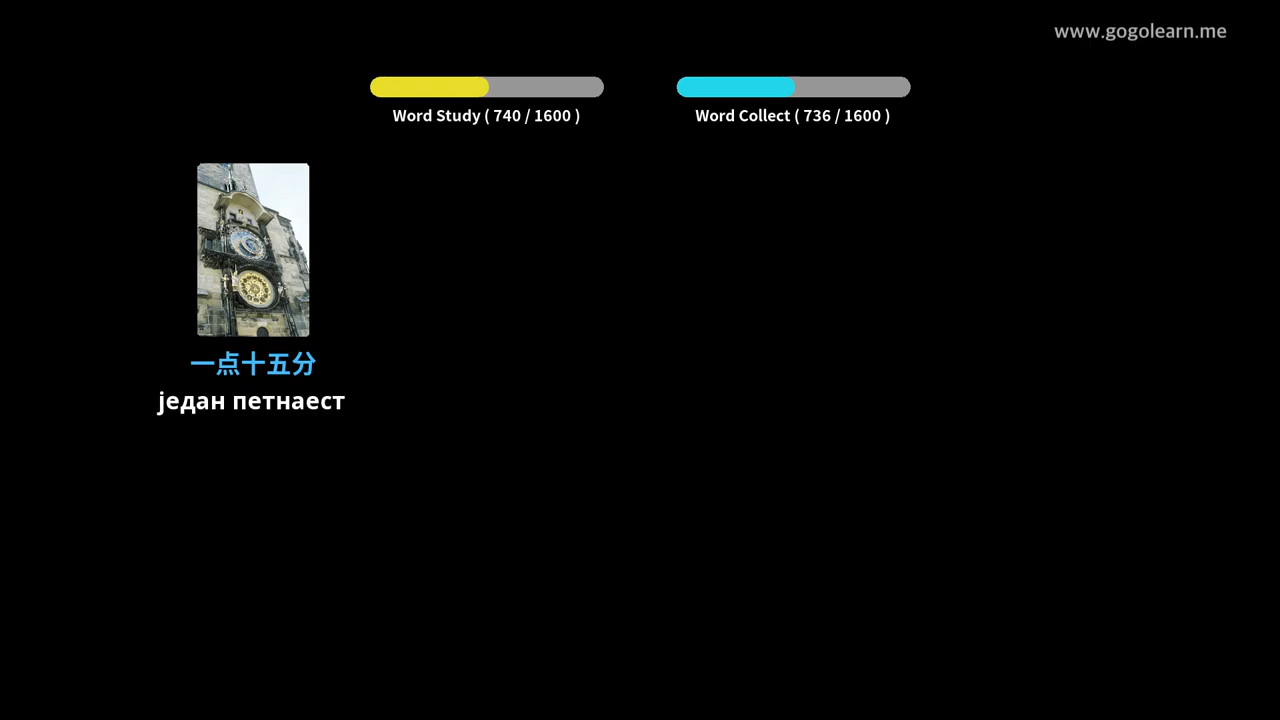 www.gogolearn.me
Word Study ( 740 / 1600 )
Word Collect ( 736 / 1600 )
一点十五分
један петнаест